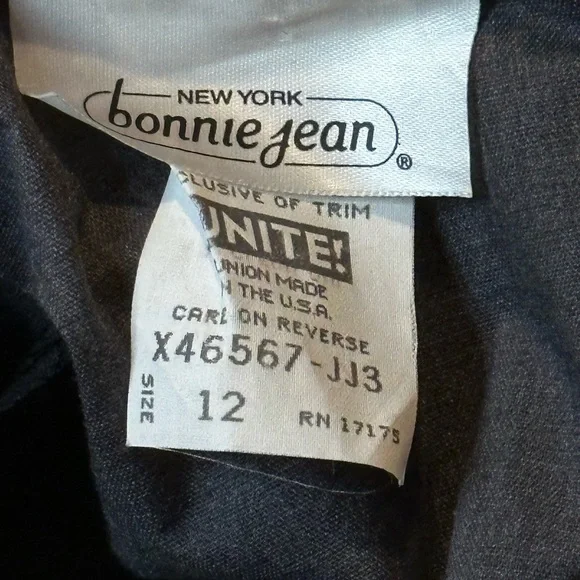 NEW YORK
bonnie jean ®
CLUSIVE OF TRIM
UNITE!
UNION MADE
IN THE U.S.A.
CARE ON REVERSE
X46567-JJ3
SIZE 12 RN 17175